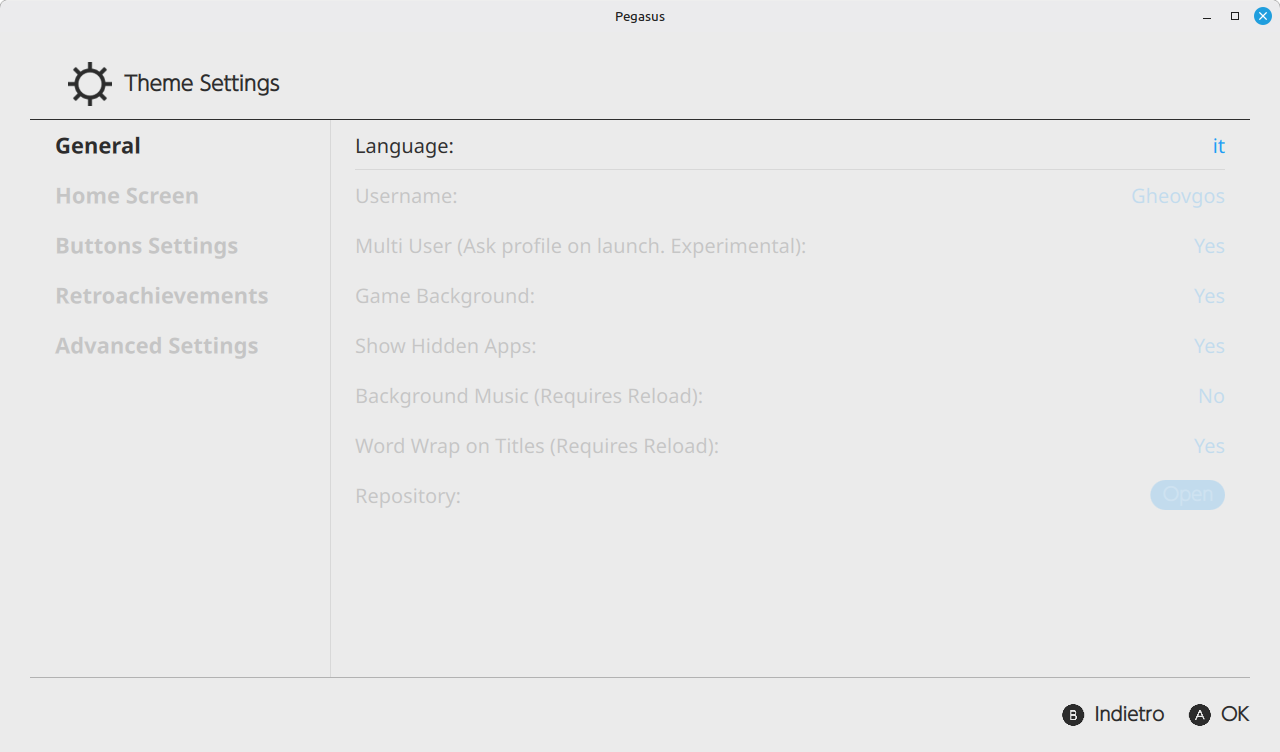 Pegasus
Theme Settings
General
Home Screen
Buttons Settings
Retroachievements
Advanced Settings
Language: it
Username: Gheovgos
Multi User (Ask profile on launch. Experimental): Yes
Game Background: Yes
Show Hidden Apps: Yes
Background Music (Requires Reload): No
Word Wrap on Titles (Requires Reload): Yes
Repository: Open
B Indietro A OK